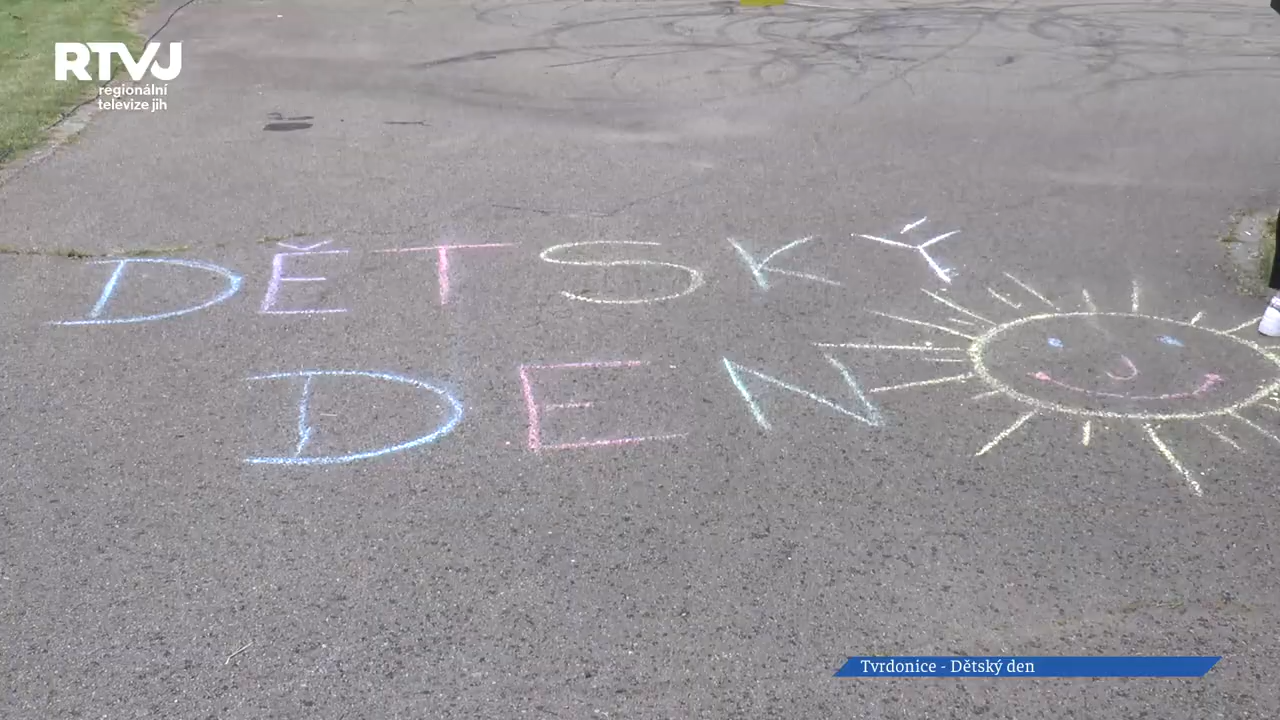 RTVJ
regionální
televize jih
DĚTSKÝ
DEN
Tvrdonice - Dětský den